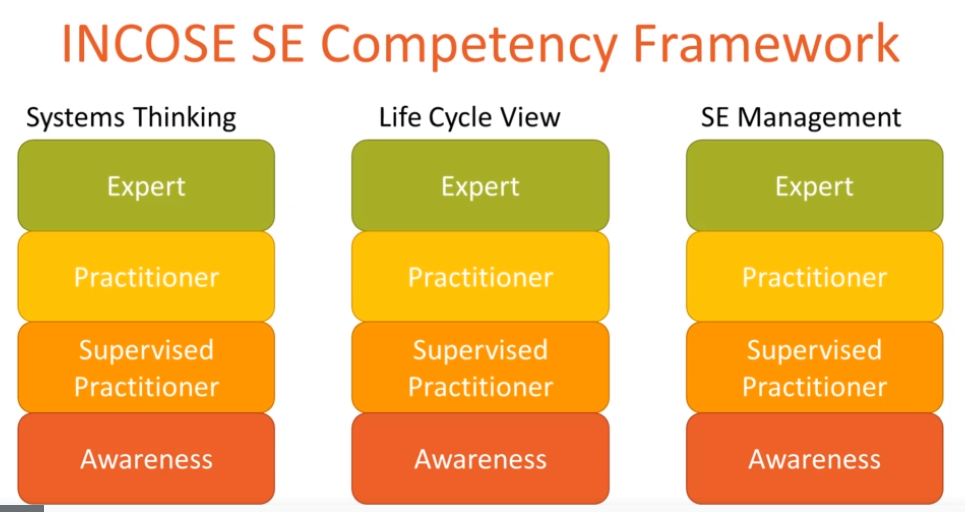 INCOSE SE Competency Framework
Systems Thinking
Expert
Practitioner
Supervised
Practitioner
Awareness
Life Cycle View
Expert
Practitioner
Supervised
Practitioner
Awareness
SE Management
Expert
Practitioner
Supervised
Practitioner
Awareness